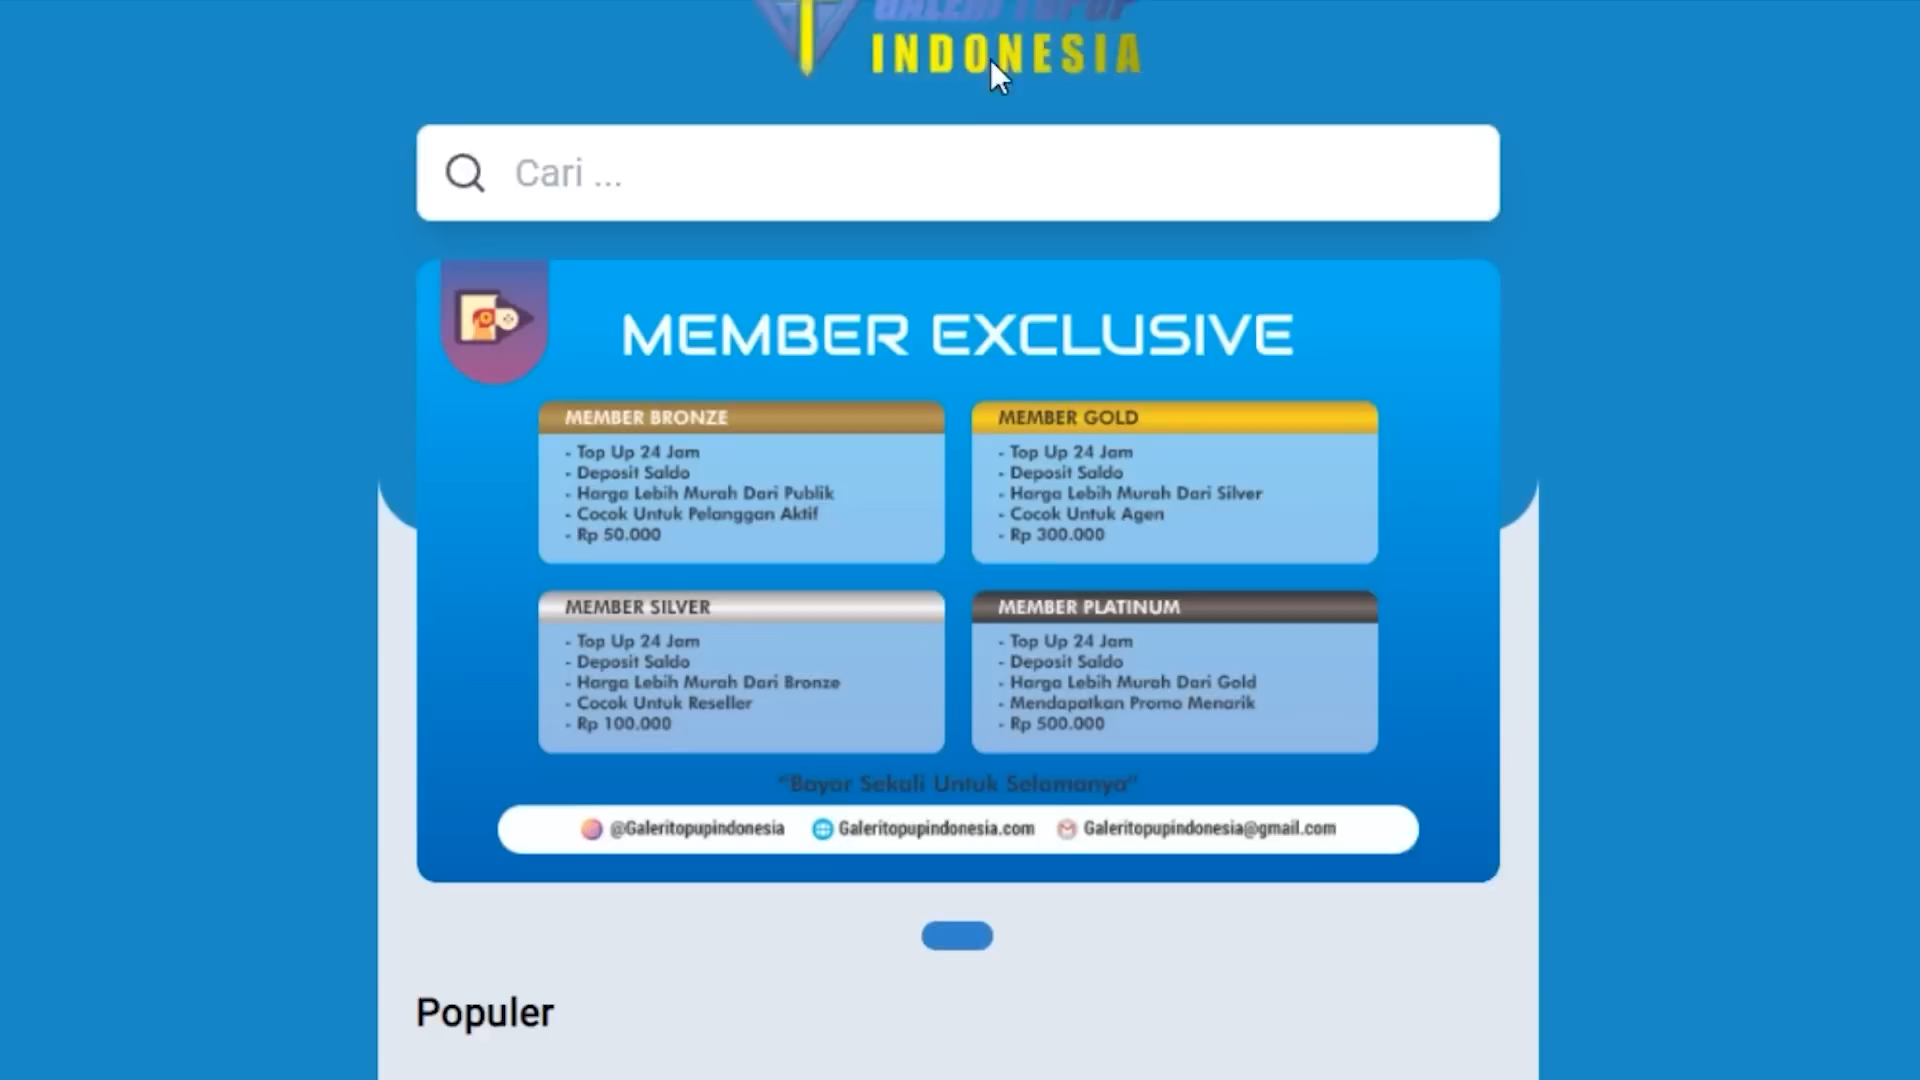 GALERI TOPUP
INDONESIA
Cari ...
MEMBER EXCLUSIVE
MEMBER BRONZE
- Top Up 24 Jam
- Deposit Saldo
- Harga Lebih Murah Dari Publik
- Cocok Untuk Pelanggan Aktif
- Rp 50.000
MEMBER GOLD
- Top Up 24 Jam
- Deposit Saldo
- Harga Lebih Murah Dari Silver
- Cocok Untuk Agen
- Rp 300.000
MEMBER SILVER
- Top Up 24 Jam
- Deposit Saldo
- Harga Lebih Murah Dari Bronze
- Cocok Untuk Reseller
- Rp 100.000
MEMBER PLATINUM
- Top Up 24 Jam
- Deposit Saldo
- Harga Lebih Murah Dari Gold
- Mendapatkan Promo Menarik
- Rp 500.000
"Bayar Sekali Untuk Selamanya"
@Galeritopupindonesia Galeritopupindonesia.com Galeritopupindonesia@gmail.com
Populer